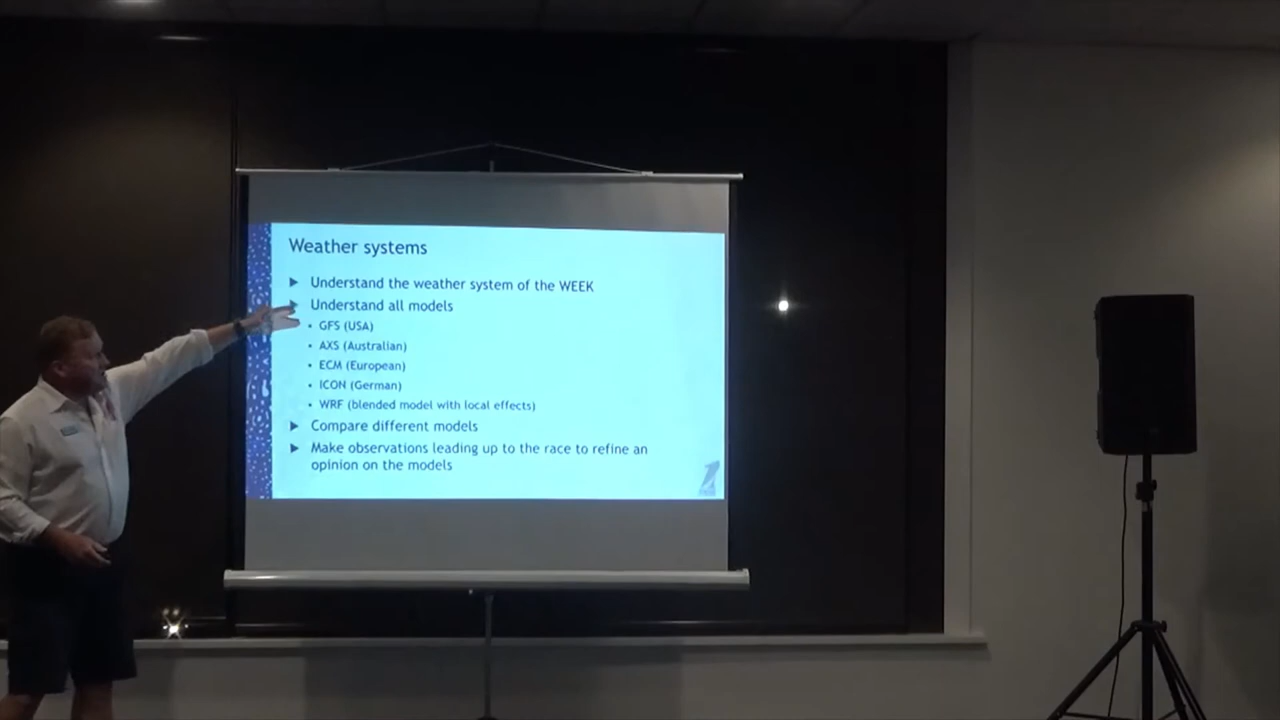 Weather systems
Understand the weather system of the WEEK
Understand all models
GFS (USA)
AXS (Australian)
ECM (European)
ICON (German)
WRF (blended model with local effects)
Compare different models
Make observations leading up to the race to refine an
opinion on the models